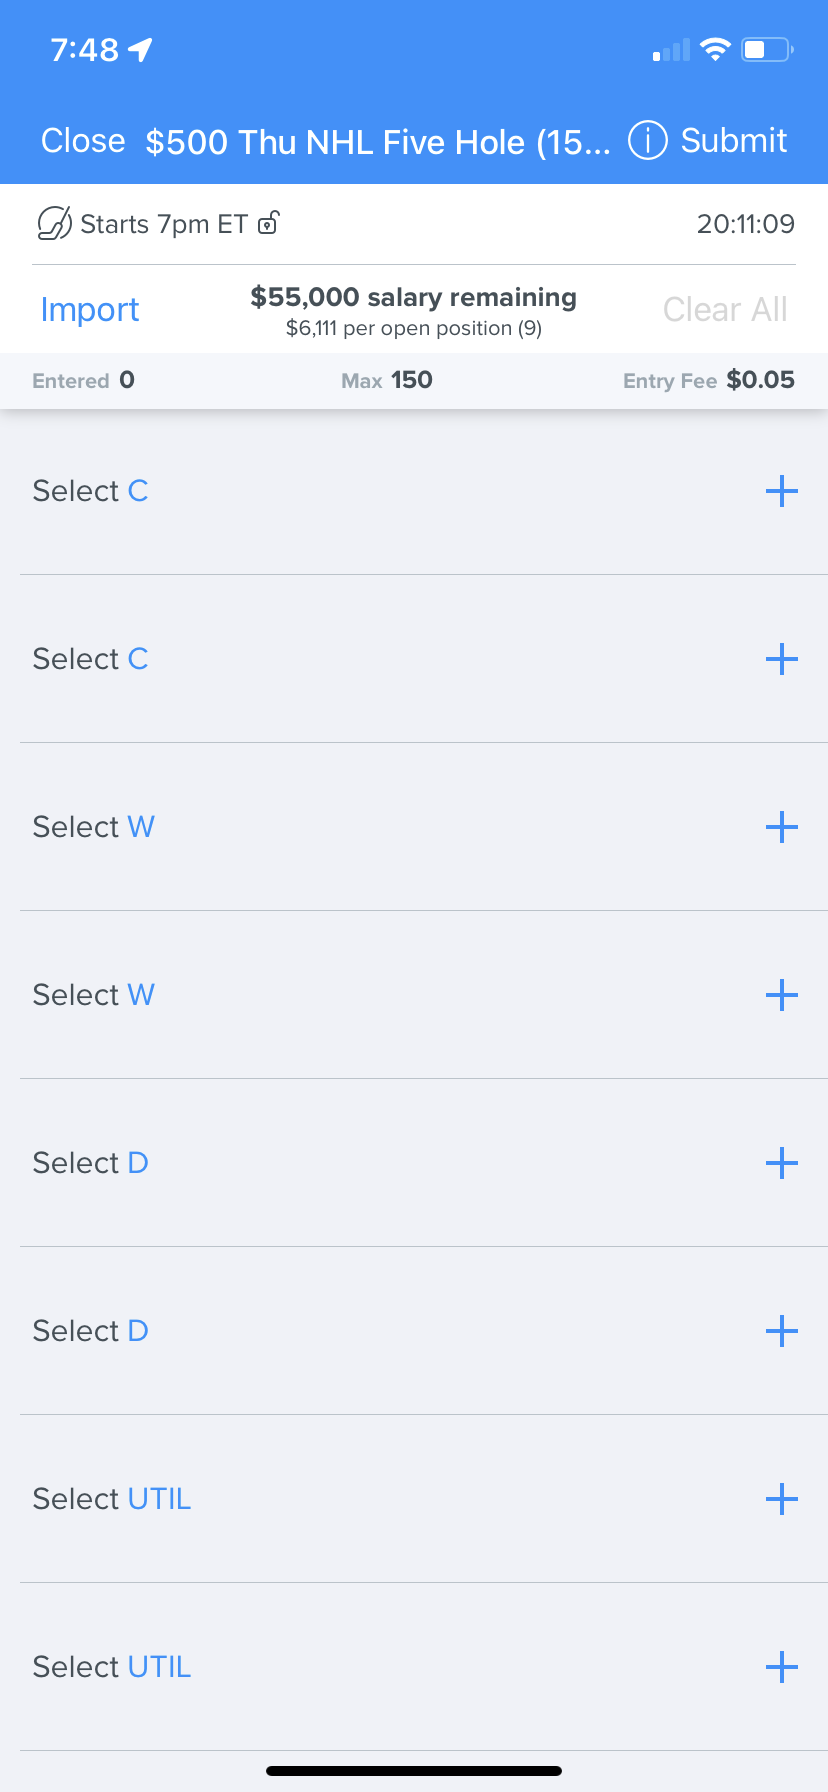 7:48
Close $500 Thu NHL Five Hole (15... Submit
Starts 7pm ET 20:11:09
Import $55,000 salary remaining Clear All
$6,111 per open position (9)
Entered 0 Max 150 Entry Fee $0.05
Select C
Select C
Select W
Select W
Select D
Select D
Select UTIL
Select UTIL